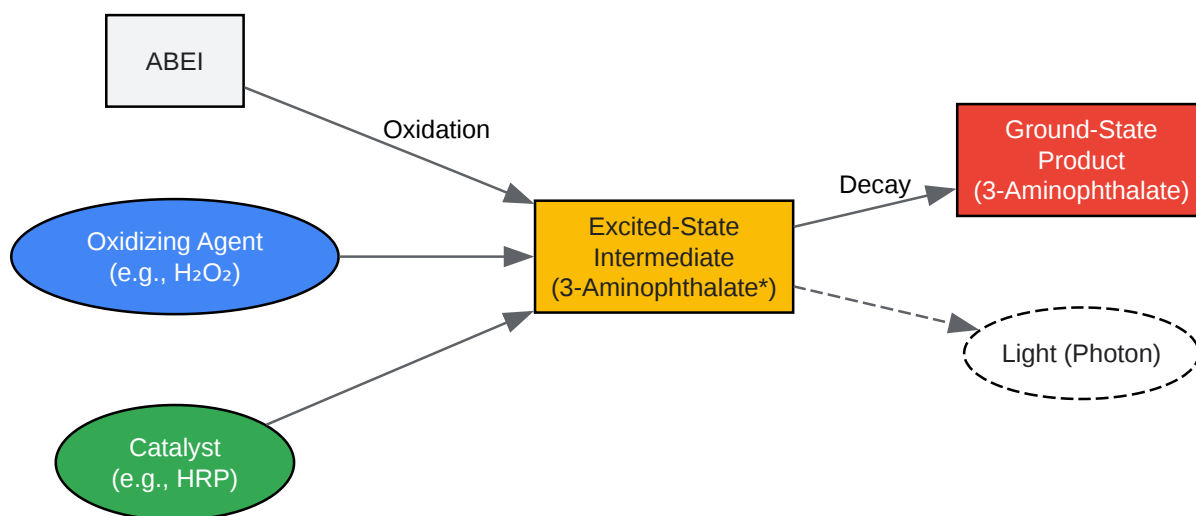 ABEI
Oxidation
Oxidizing Agent
(e.g., H₂O₂)
Catalyst
(e.g., HRP)
Excited-State
Intermediate
(3-Aminophthalate*)
Decay
Ground-State
Product
(3-Aminophthalate)
Light (Photon)